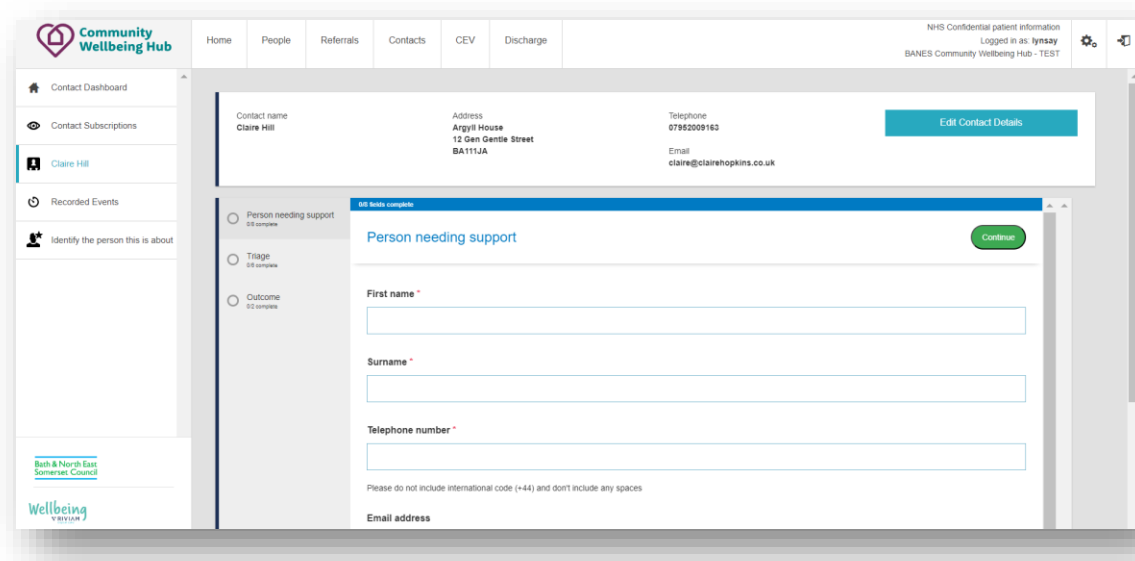 Community
Wellbeing Hub
Home
People
Referrals
Contacts
CEV
Discharge
NHS Confidential patient information
Logged in as: lynsay
BANES Community Wellbeing Hub - TEST
Contact Dashboard
Contact Subscriptions
Claire Hill
Recorded Events
Identify the person this is about
Bath & North East
Somerset Council
Wellbeing
RIVIAM
Contact name
Claire Hill
Address
Argyll House
12 Gen Gentle Street
BA111JA
Telephone
07952009163
Email
claire@clairehopkins.co.uk
Edit Contact Details
Person needing support
0/5 complete
Triage
0/6 complete
Outcome
0/2 complete
0/5 fields complete
Person needing support
Continue
First name *
Surname *
Telephone number *
Please do not include international code (+44) and don't include any spaces
Email address